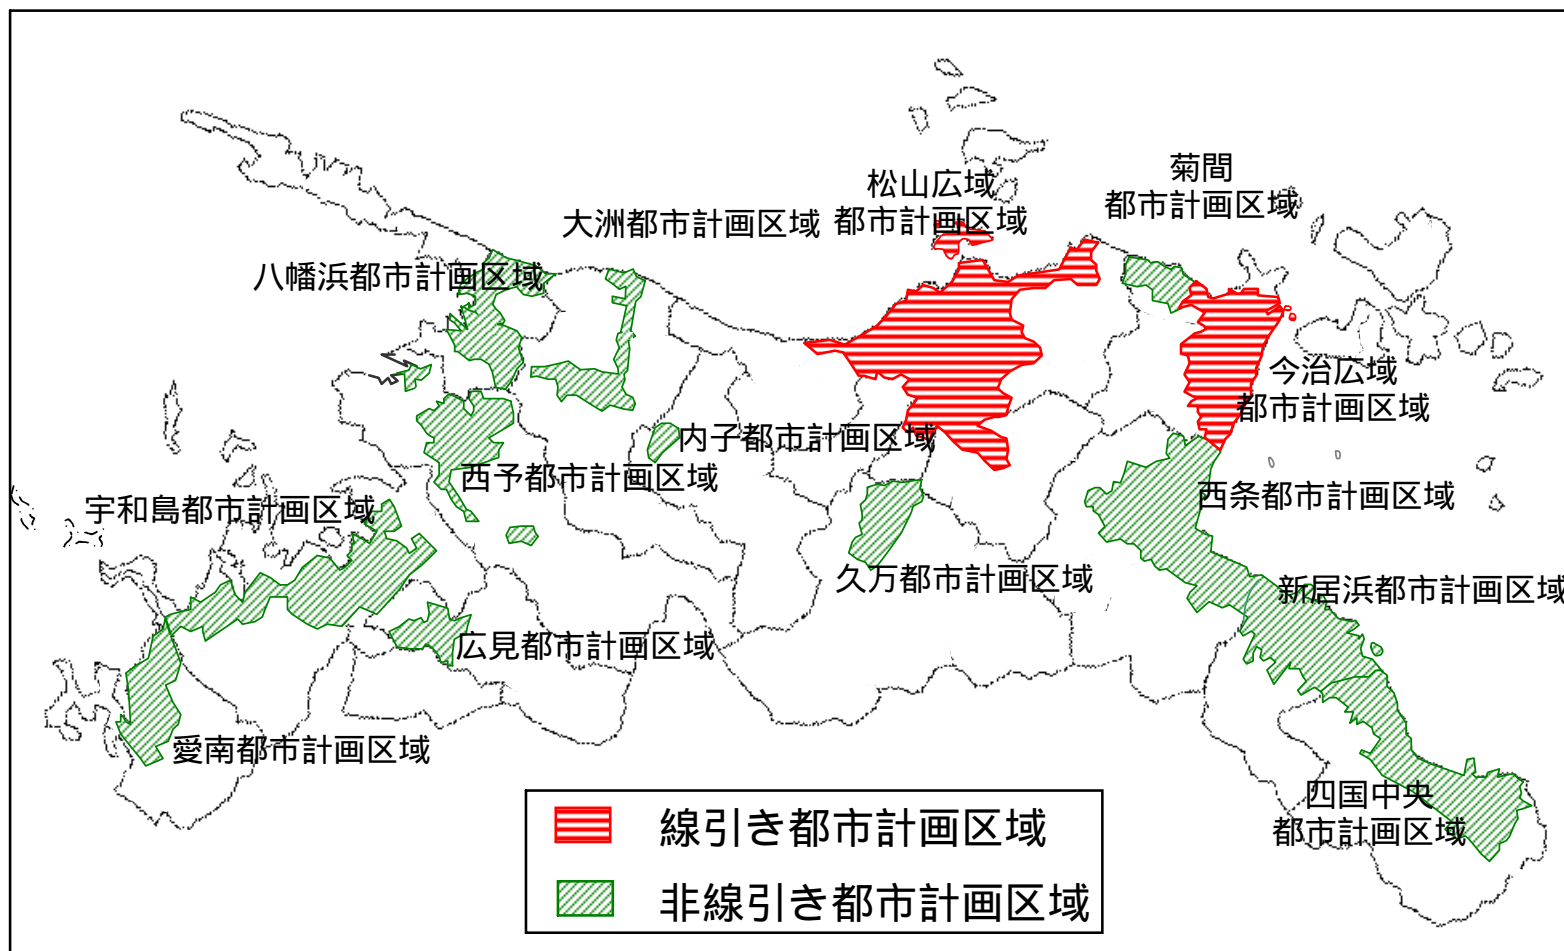 菊間
都市計画区域
松山広域
都市計画区域
大洲都市計画区域
八幡浜都市計画区域
今治広域
都市計画区域
内子都市計画区域
西予都市計画区域
西条都市計画区域
宇和島都市計画区域
久万都市計画区域
新居浜都市計画区域
広見都市計画区域
愛南都市計画区域
四国中央
都市計画区域
線引き都市計画区域
非線引き都市計画区域